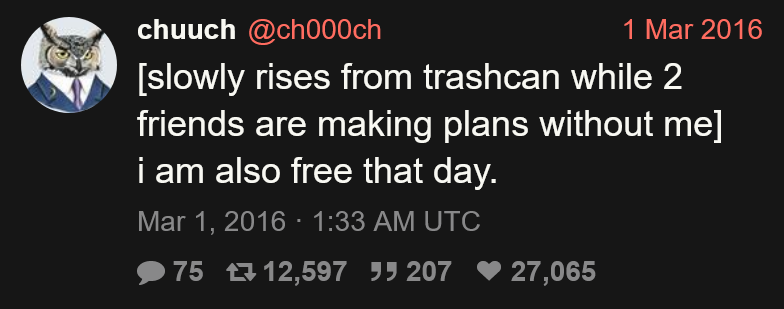 chuuch @ch000ch 1 Mar 2016
[slowly rises from trashcan while 2
friends are making plans without me]
i am also free that day.
Mar 1, 2016 · 1:33 AM UTC
75 12,597 207 27,065